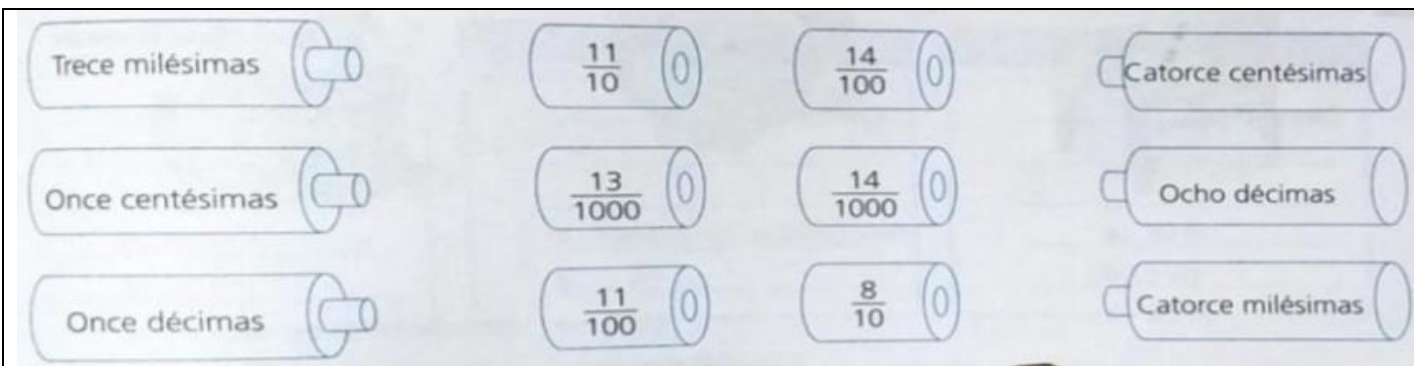 Trece milésimas 11/10 14/100 Catorce centésimas
Once centésimas 13/1000 14/1000 Ocho décimas
Once décimas 11/100 8/10 Catorce milésimas